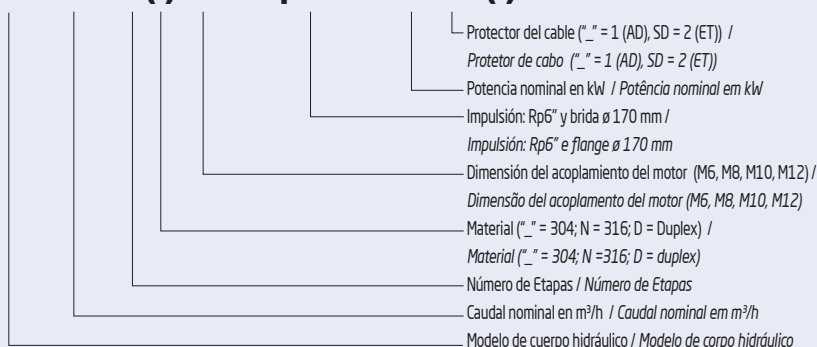 Protector del cable (“_” = 1 (AD), SD = 2 (ET)) /
Protetor de cabo (“_” = 1 (AD), SD = 2 (ET))
Potencia nominal en kW / Potência nominal em kW
Impulsión: Rp6” y brida ø 170 mm /
Impulsión: Rp6” e flange ø 170 mm
Dimensión del acoplamiento del motor (M6, M8, M10, M12) /
Dimensão del acoplamento del motor (M6, M8, M10, M12)
Material (“_” = 304; N = 316; D = Duplex) /
Material (“_” = 304; N =316; D = duplex)
Número de Etapas / Número de Etapas
Caudal nominal en m³/h / Caudal nominal em m³/h
Modelo de cuerpo hidráulico / Modelo de corpo hidráulico